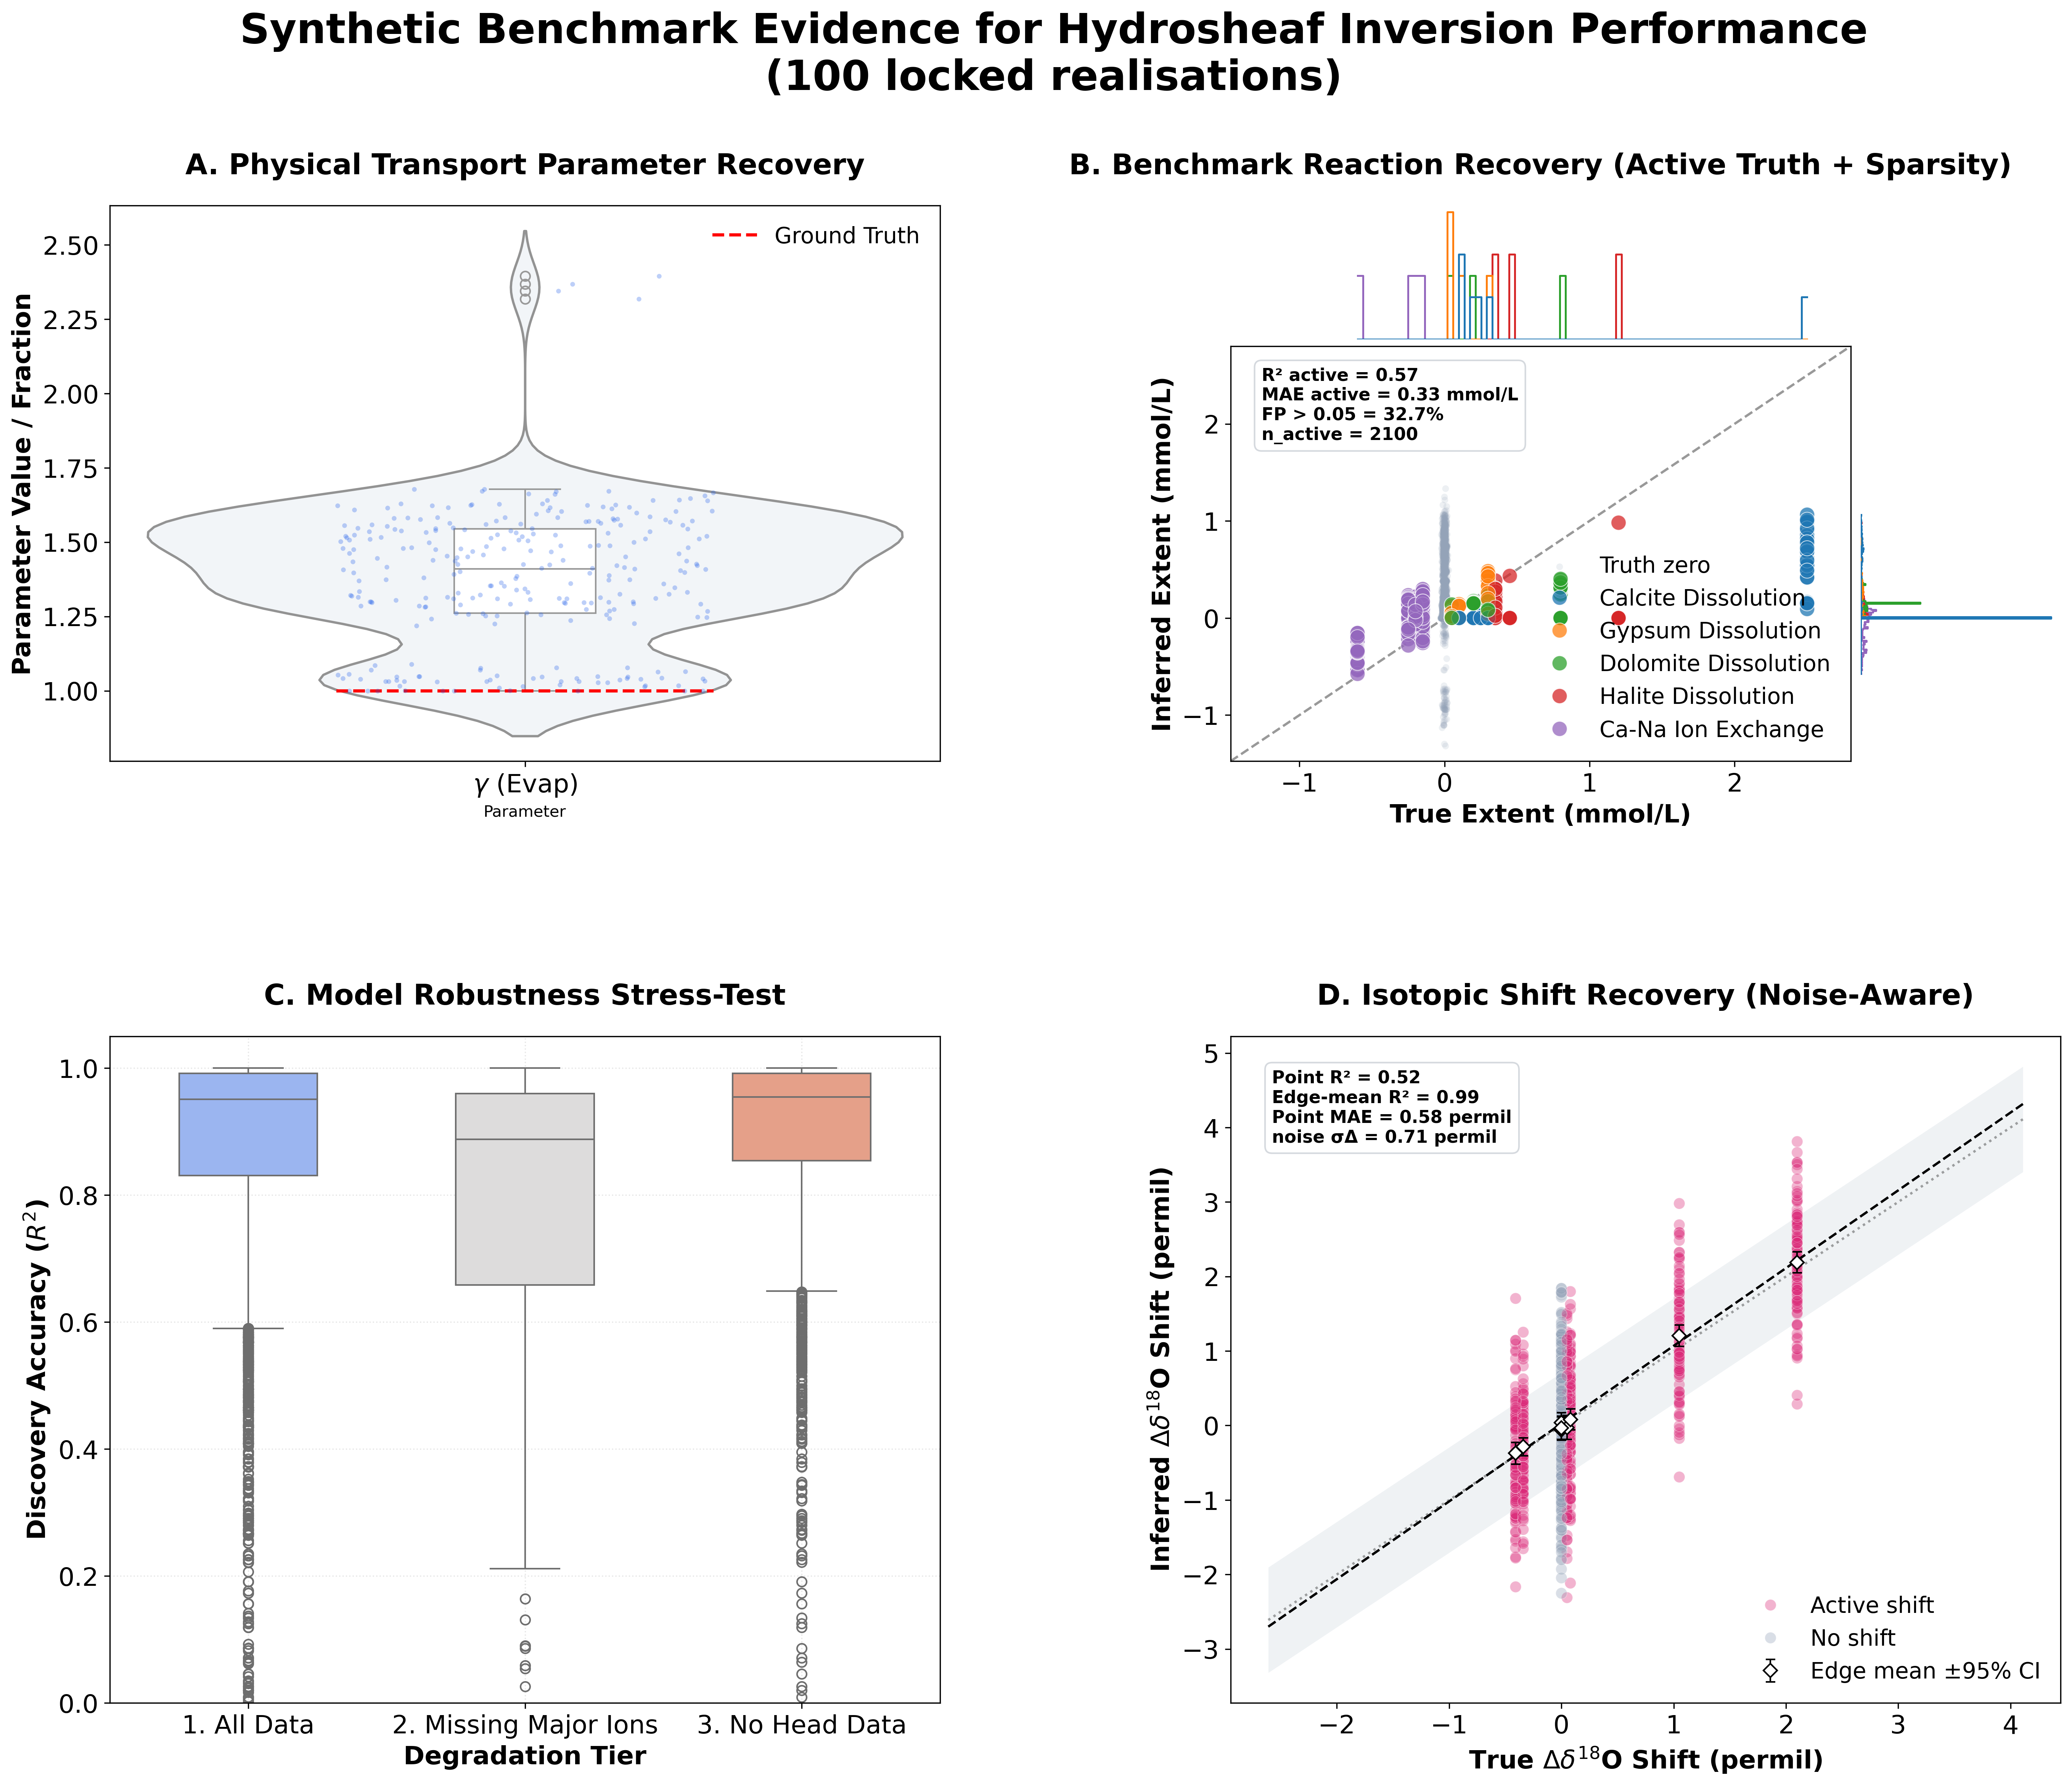 Synthetic Benchmark Evidence for Hydrosheaf Inversion Performance
(100 locked realisations)
A. Physical Transport Parameter Recovery
Parameter Value / Fraction
2.50
2.25
2.00
1.75
1.50
1.25
1.00
Ground Truth
γ (Evap)
Parameter
B. Benchmark Reaction Recovery (Active Truth + Sparsity)
Inferred Extent (mmol/L)
2
1
0
−1
R² active = 0.57
MAE active = 0.33 mmol/L
FP > 0.05 = 32.7%
n_active = 2100
Truth zero
Calcite Dissolution
Gypsum Dissolution
Dolomite Dissolution
Halite Dissolution
Ca-Na Ion Exchange
−1 0 1 2
True Extent (mmol/L)
C. Model Robustness Stress-Test
Discovery Accuracy (R²)
1.0
0.8
0.6
0.4
0.2
0.0
1. All Data 2. Missing Major Ions 3. No Head Data
Degradation Tier
D. Isotopic Shift Recovery (Noise-Aware)
Inferred Δδ¹⁸O Shift (permil)
5
4
3
2
1
0
−1
−2
−3
Point R² = 0.52
Edge-mean R² = 0.99
Point MAE = 0.58 permil
noise σΔ = 0.71 permil
Active shift
No shift
Edge mean ±95% CI
−2 −1 0 1 2 3 4
True Δδ¹⁸O Shift (permil)